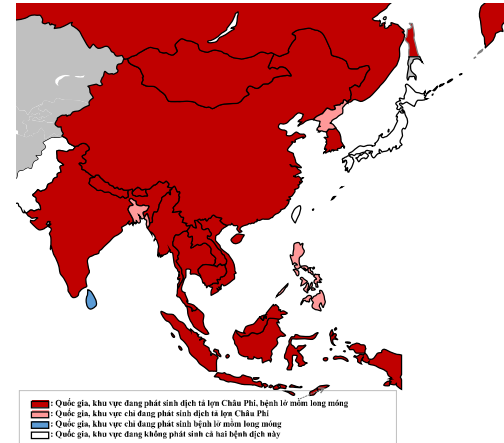 : Quốc gia, khu vực đang phát sinh dịch tả lợn Châu Phi, bệnh lở mồm long móng
: Quốc gia, khu vực chỉ đang phát sinh dịch tả lợn Châu Phi
: Quốc gia, khu vực chỉ đang phát sinh bệnh lở mồm long móng
: Quốc gia, khu vực đang không phát sinh cả hai bệnh dịch này